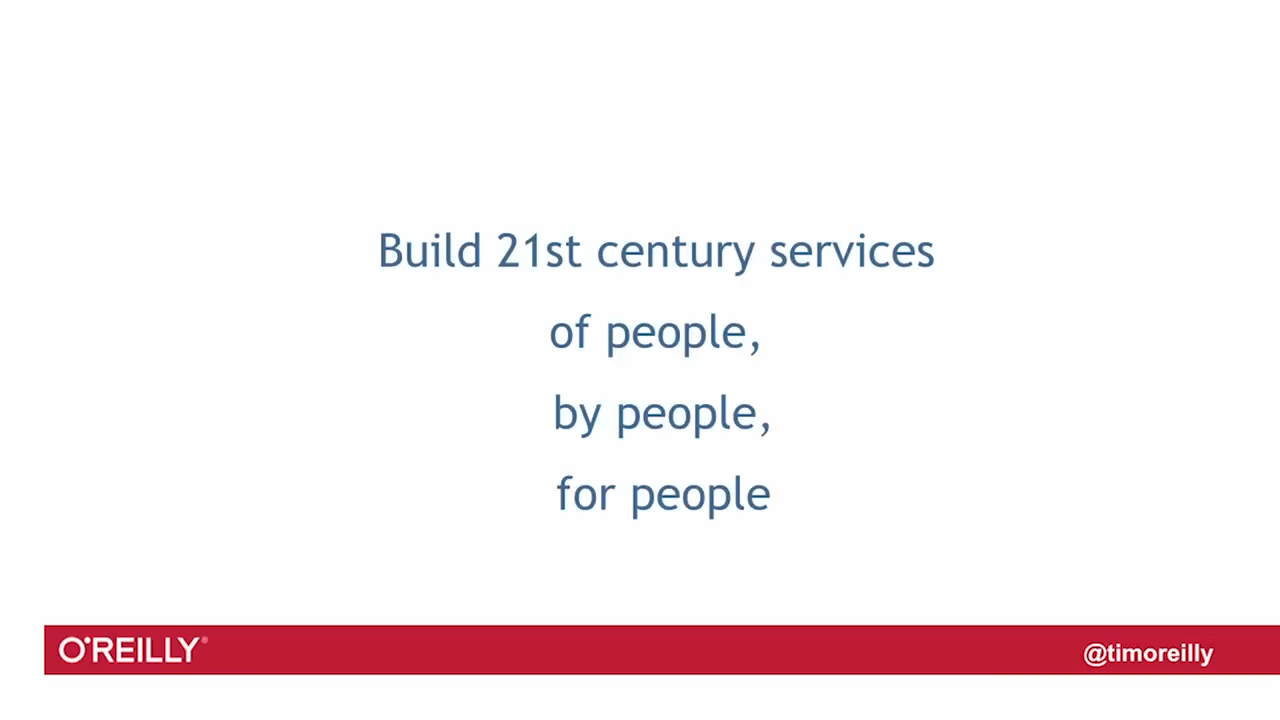 Build 21st century services
of people,
by people,
for people
O'REILLY®
@timoreilly